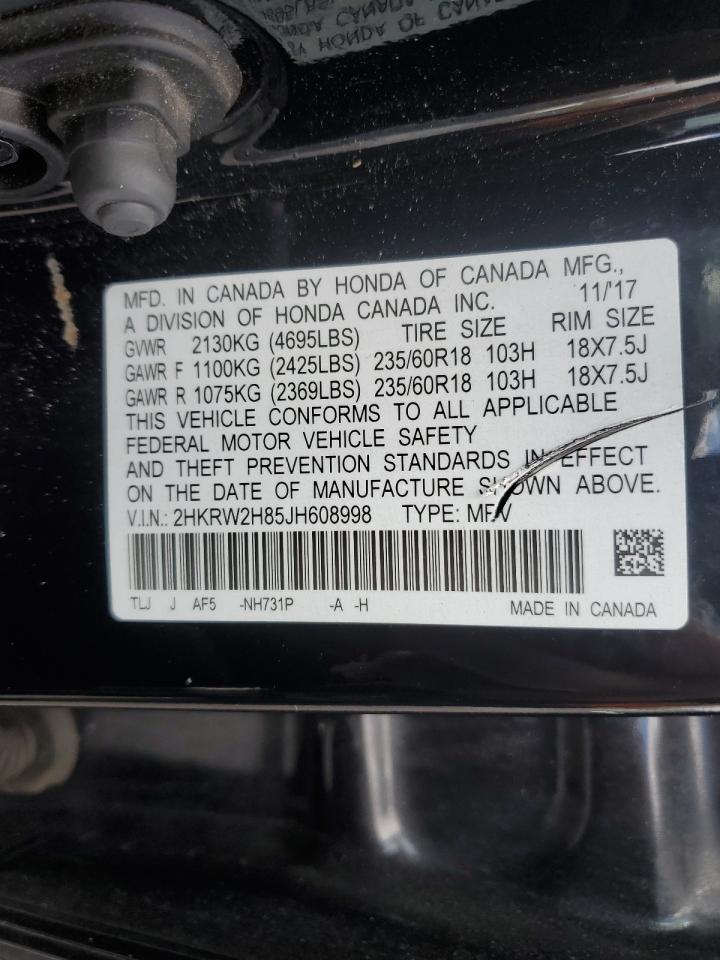 MFD. IN CANADA BY HONDA OF CANADA MFG.,
A DIVISION OF HONDA CANADA INC. 11/'17
GVWR 2130KG (4695LBS) TIRE SIZE RIM SIZE
GAWR F 1100KG (2425LBS) 235/60R18 103H 18X7.5J
GAWR R 1075KG (2369LBS) 235/60R18 103H 18X7.5J
THIS VEHICLE CONFORMS TO ALL APPLICABLE
FEDERAL MOTOR VEHICLE SAFETY
AND THEFT PREVENTION STANDARDS IN EFFECT
ON THE DATE OF MANUFACTURE SHOWN ABOVE.
V.I.N.: 2HKRW2H85JH608998 TYPE: MPV
TLJ J AF5 -NH731P -A -H MADE IN CANADA